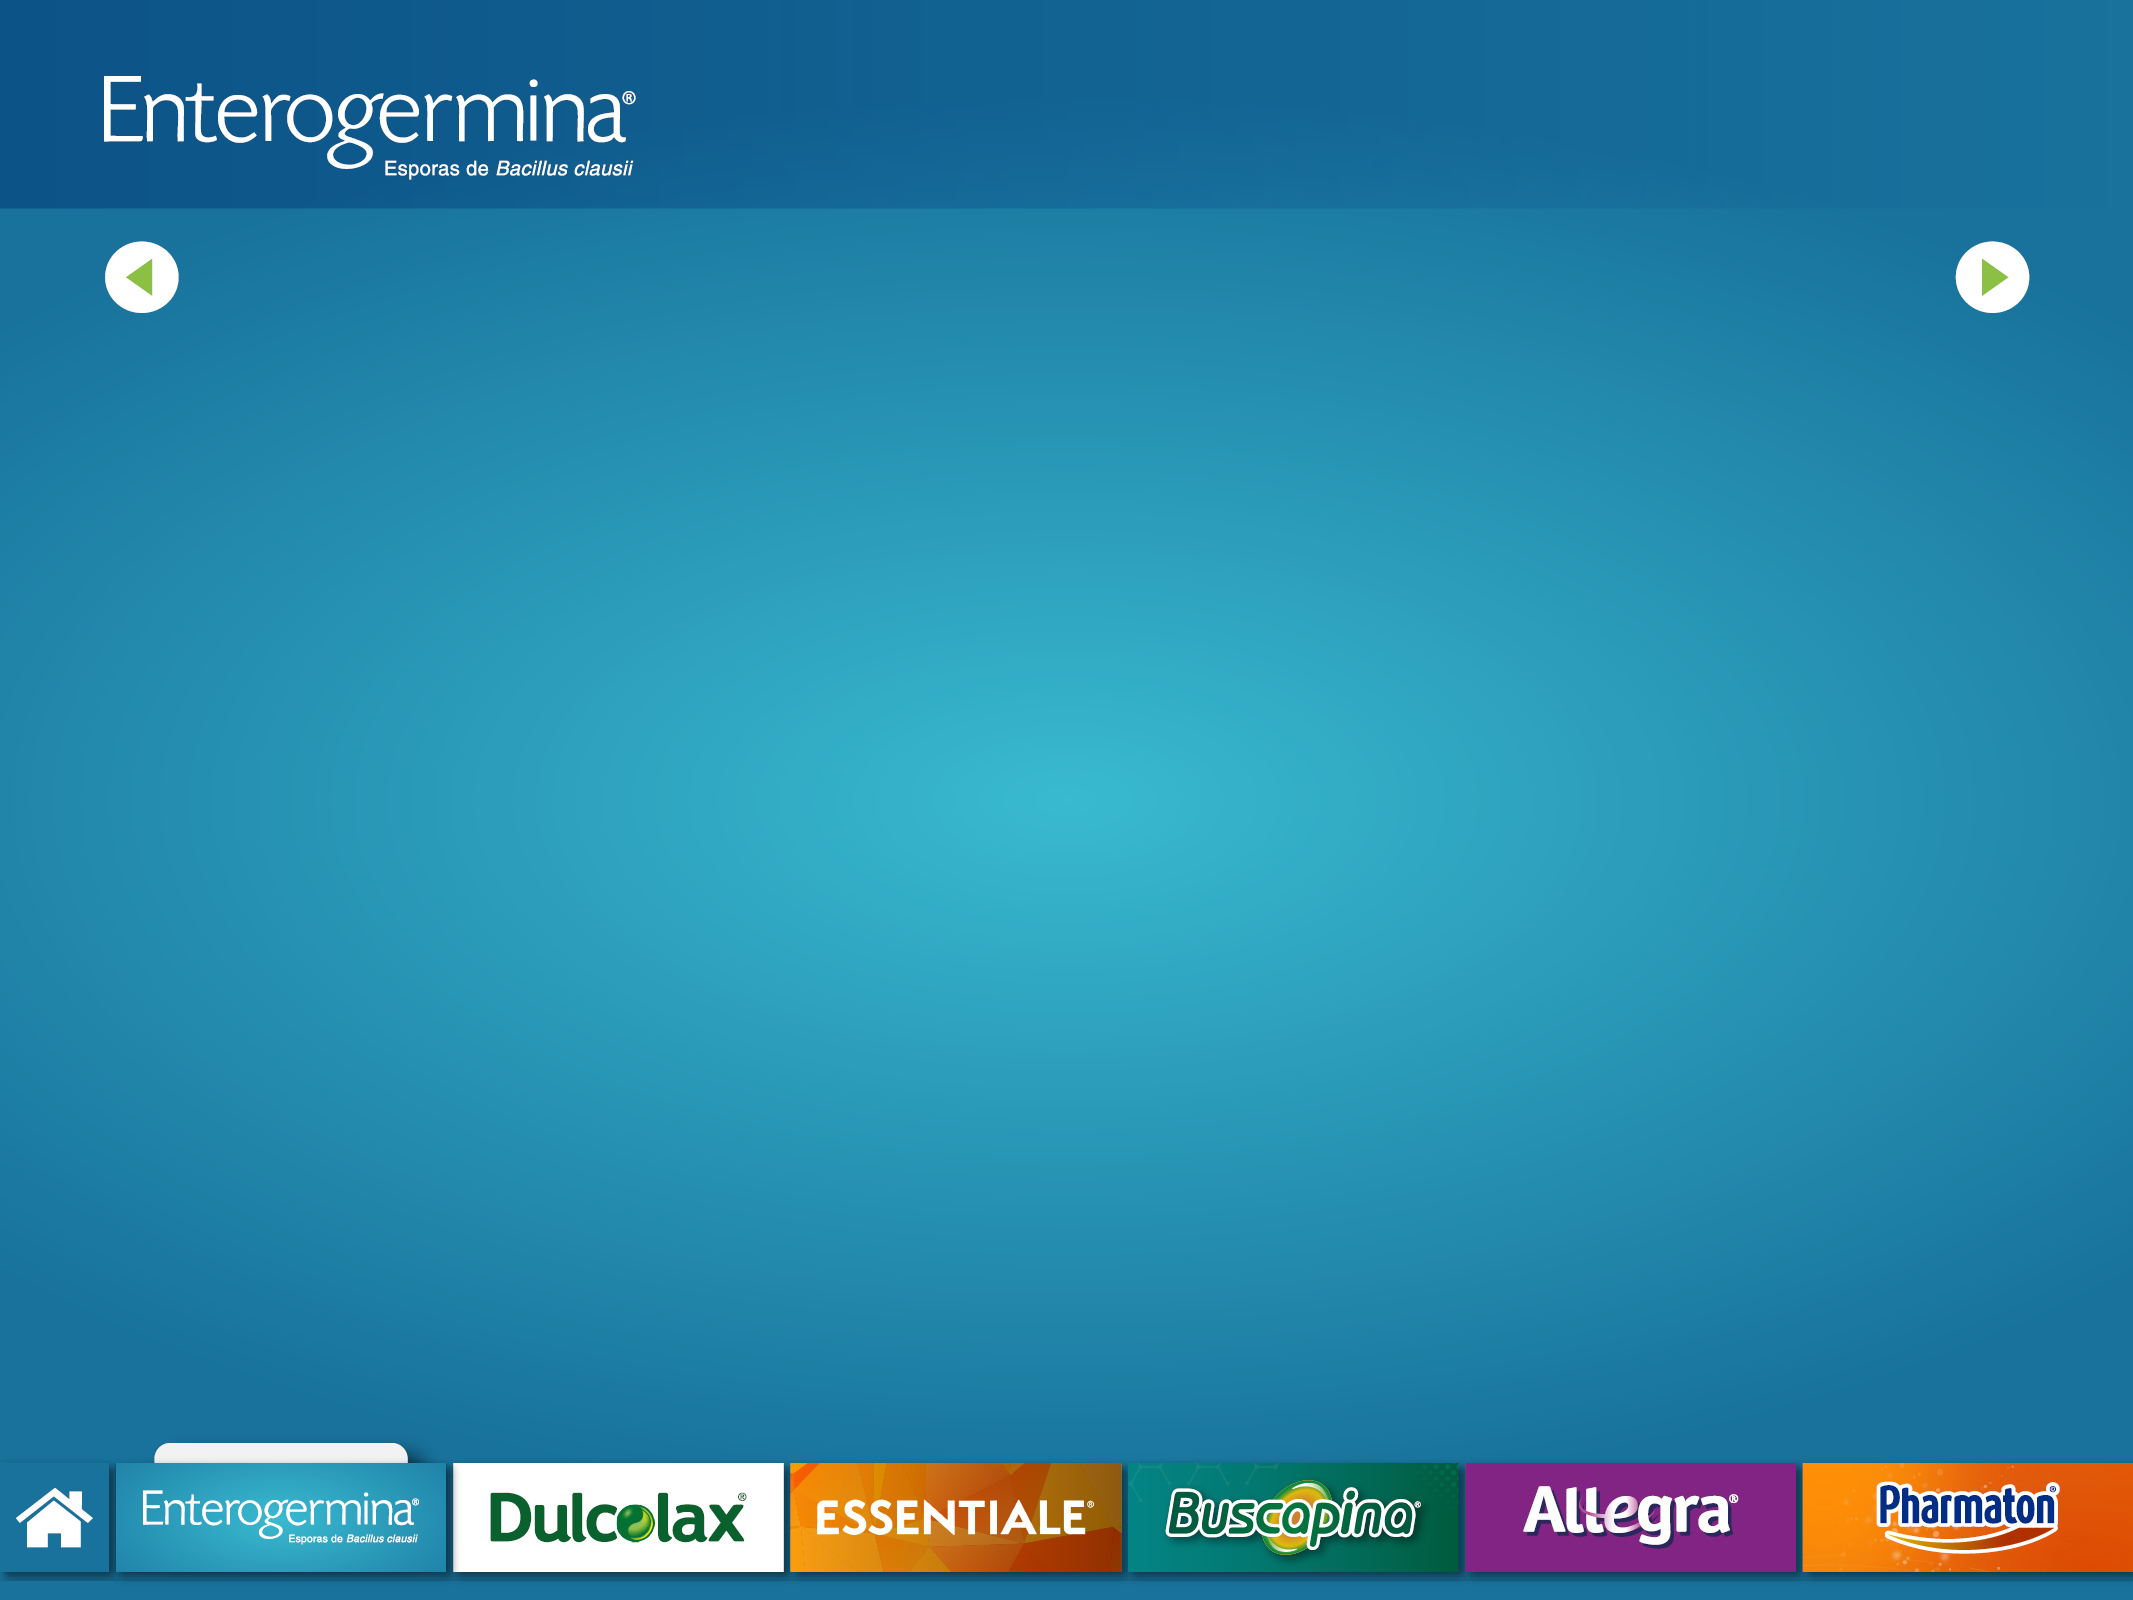 Enterogermina®
Esporas de Bacillus clausii
Enterogermina®
Esporas de Bacillus clausii
Dulcolax®
ESSENTIALE®
Buscapina®
Allegra®
Pharmaton®